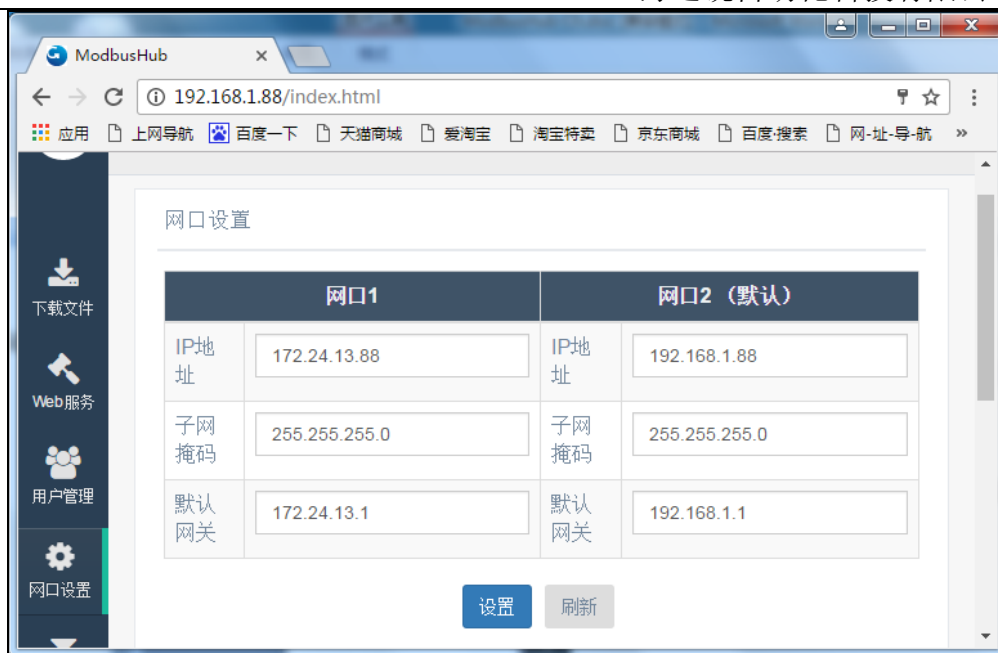 ModbusHub
192.168.1.88/index.html
应用 上网导航 百度一下 天猫商城 爱淘宝 淘宝特卖 京东商城 百度·搜索 网-址-导-航 »
网口设置
下载文件
Web服务
用户管理
网口设置
网口1 网口2（默认）
IP地
址 172.24.13.88 IP地
址 192.168.1.88
子网
掩码 255.255.255.0 子网
掩码 255.255.255.0
默认
网关 172.24.13.1 默认
网关 192.168.1.1
设置 刷新